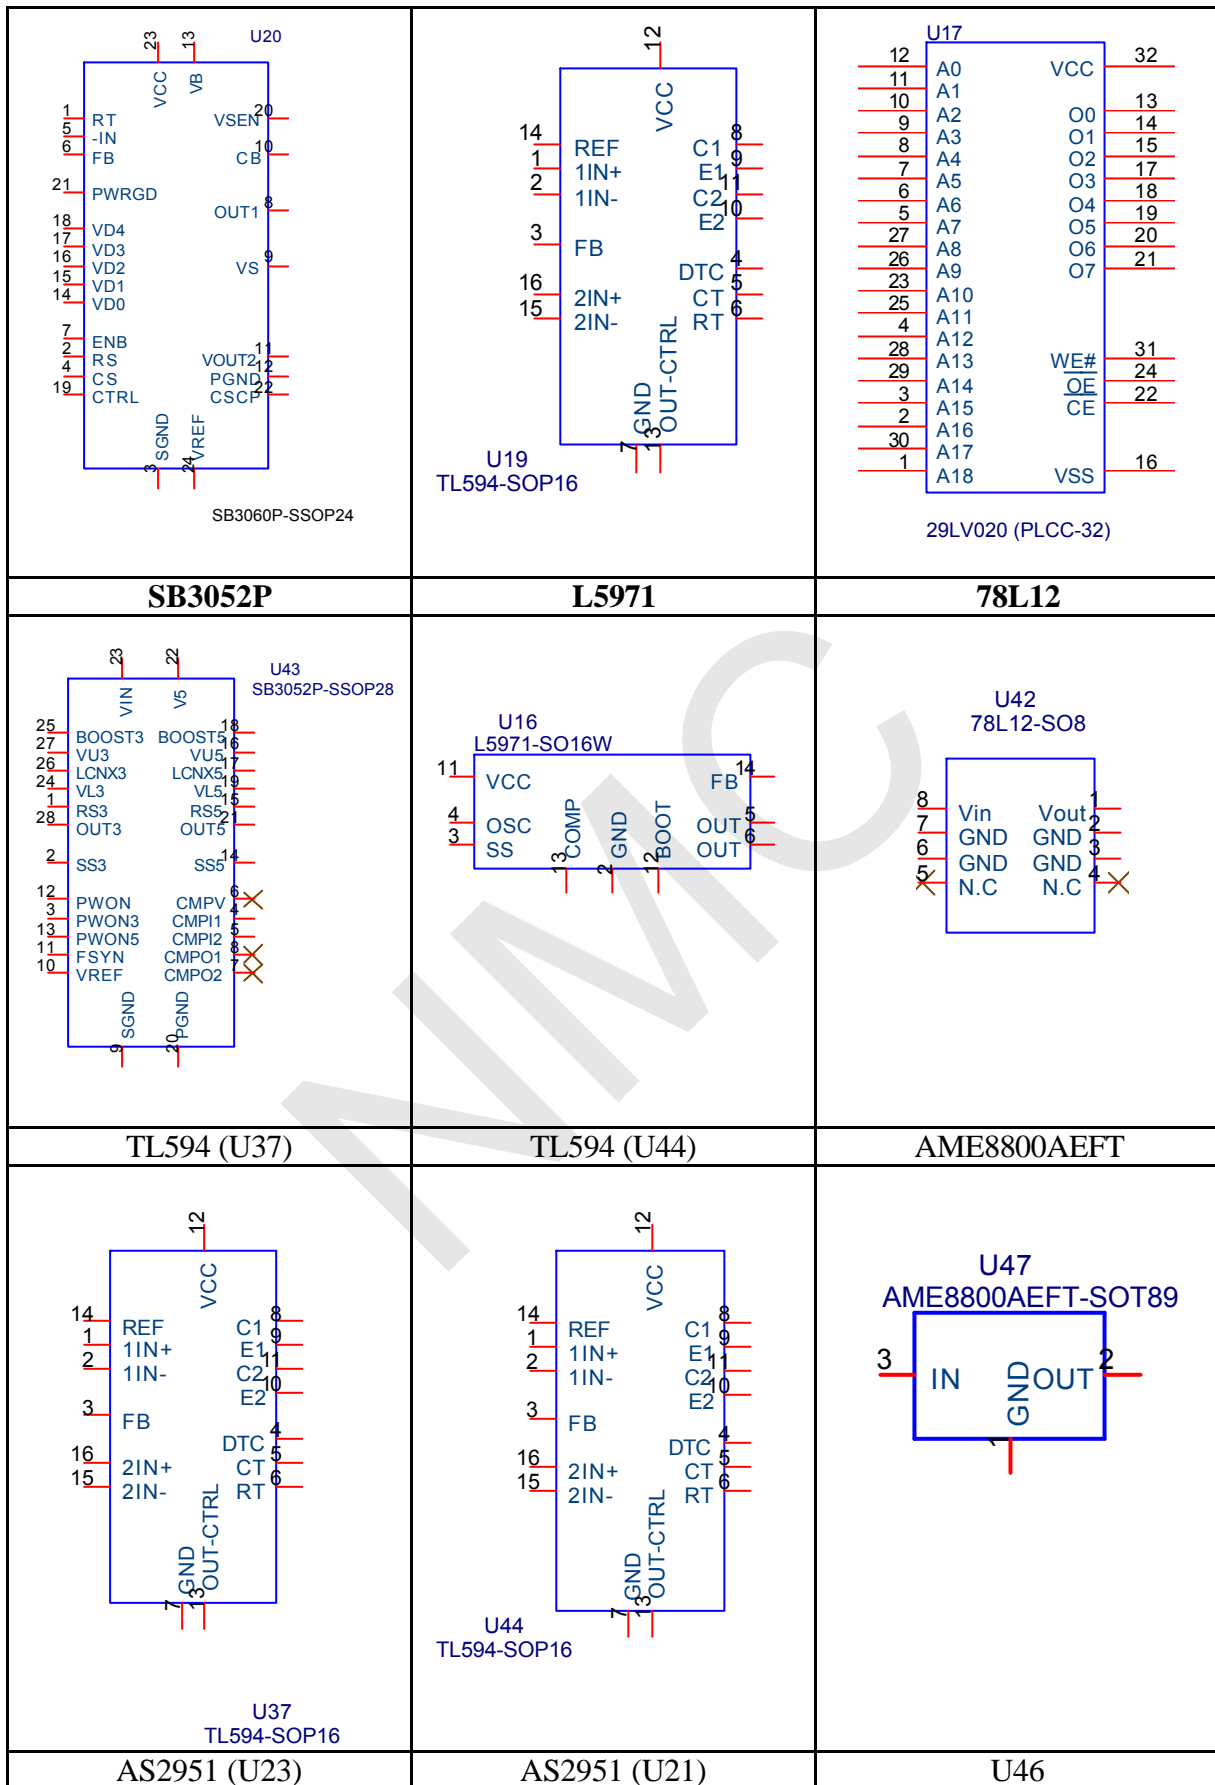 U20
23
13
VCC
VB
1 RT VSEN 20
5 -IN
6 FB CB 10
21 PWRGD
OUT1 8
18 VD4
17 VD3
16 VD2 VS 9
15 VD1
14 VD0
7 ENB
2 RS VOUT2 11
4 CS PGND 12
19 CTRL CSCP 22
SGND
VREF
3
24
SB3060P-SSOP24
12
VCC
14 REF C1 8
1 1IN+ E1 9
2 1IN- C2 11
E2 10
3 FB
DTC 4
16 2IN+ CT 5
15 2IN- RT 6
GND
OUT-CTRL
7
13
U19
TL594-SOP16
U17
12 A0 VCC 32
11 A1
10 A2 O0 13
9 A3 O1 14
8 A4 O2 15
7 A5 O3 17
6 A6 O4 18
5 A7 O5 19
27 A8 O6 20
26 A9 O7 21
23 A10
25 A11
4 A12
28 A13 WE# 31
29 A14 OE 24
3 A15 CE 22
2 A16
30 A17
1 A18 VSS 16
29LV020 (PLCC-32)
SB3052P
L5971
78L12
U43
SB3052P-SSOP28
23
22
VIN
V5
25 BOOST3 BOOST5 18
27 VU3 VU5 16
26 LCNX3 LCNX5 17
24 VL3 VL5 19
1 RS3 RS5 15
28 OUT3 OUT5 21
2 SS3 SS5 14
12 PWON CMPV 6
3 PWON3 CMPI1 4
13 PWON5 CMPI2 5
11 FSYN CMPO1 8
10 VREF CMPO2 7
SGND
PGND
9
20
U16
L5971-SO16W
11 VCC FB 14
4 OSC OUT 5
3 SS OUT 6
COMP
GND
BOOT
13
2
12
U42
78L12-SO8
8 Vin Vout 1
7 GND GND 2
6 GND GND 3
5 N.C N.C 4
NMC
TL594 (U37)
TL594 (U44)
AME8800AEFT
12
VCC
14 REF C1 8
1 1IN+ E1 9
2 1IN- C2 11
E2 10
3 FB
DTC 4
16 2IN+ CT 5
15 2IN- RT 6
GND
OUT-CTRL
7
13
U37
TL594-SOP16
12
VCC
14 REF C1 8
1 1IN+ E1 9
2 1IN- C2 11
E2 10
3 FB
DTC 4
16 2IN+ CT 5
15 2IN- RT 6
GND
OUT-CTRL
7
13
U44
TL594-SOP16
U47
AME8800AEFT-SOT89
3 IN OUT 2
GND
1
AS2951 (U23)
AS2951 (U21)
U46